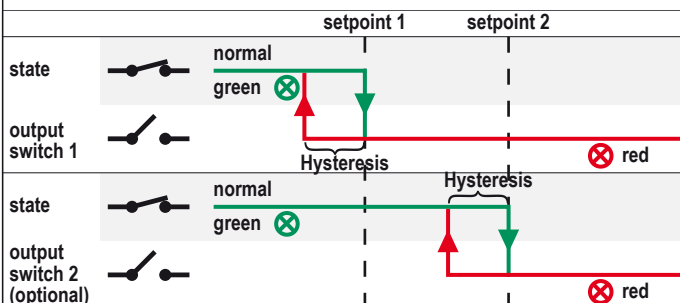 setpoint 1 setpoint 2
normal
state
green
output
switch 1
red
Hysteresis
Hysteresis
normal
state
green
output
switch 2
(optional)
red